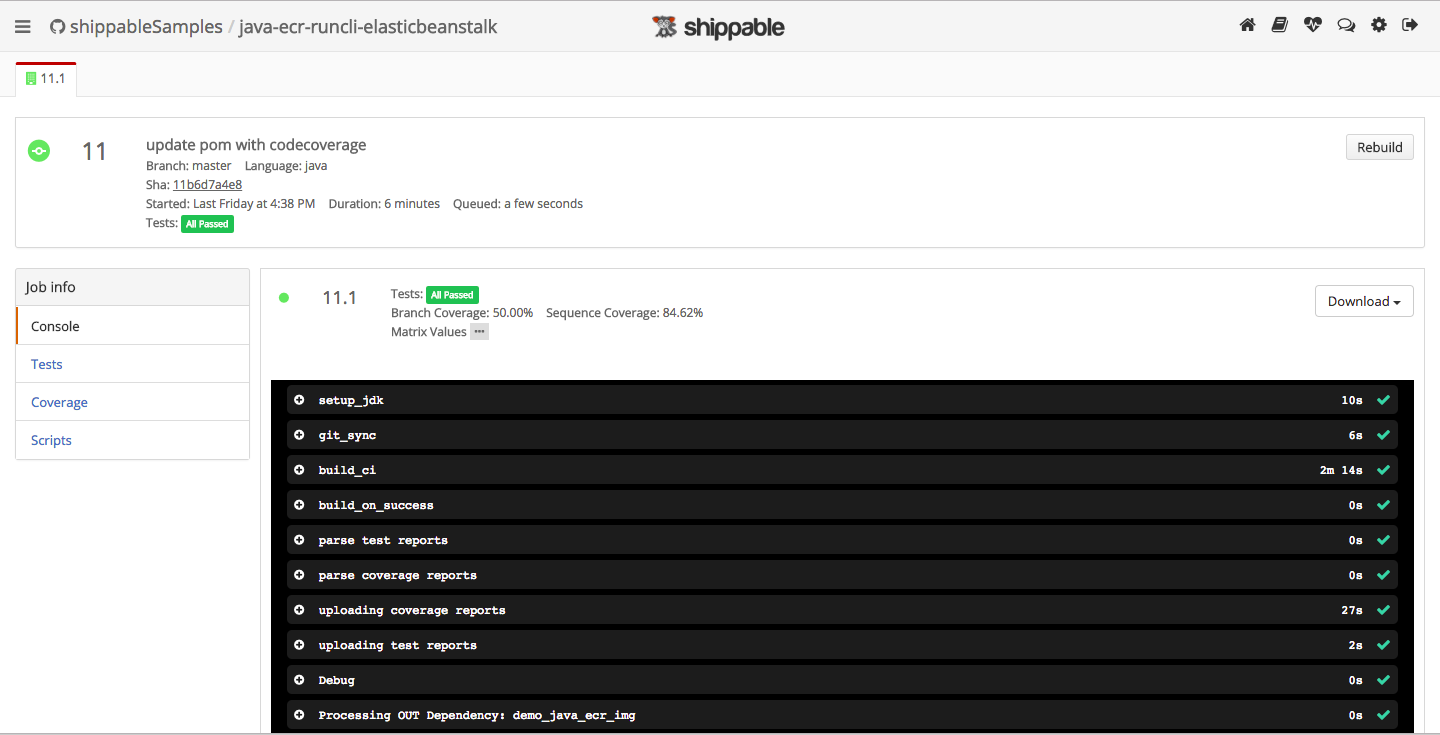 shippableSamples / java-ecr-runcli-elasticbeanstalk
shippable
11.1
11
update pom with codecoverage
Rebuild
Branch: master Language: java
Sha: 11b6d7a4e8
Started: Last Friday at 4:38 PM Duration: 6 minutes Queued: a few seconds
Tests: All Passed
Job info
Console
Tests
Coverage
Scripts
11.1
Tests: All Passed
Branch Coverage: 50.00% Sequence Coverage: 84.62%
Matrix Values ···
Download
setup_jdk 10s
git_sync 6s
build_ci 2m 14s
build_on_success 0s
parse test reports 0s
parse coverage reports 0s
uploading coverage reports 27s
uploading test reports 2s
Debug 0s
Processing OUT Dependency: demo_java_ecr_img 0s